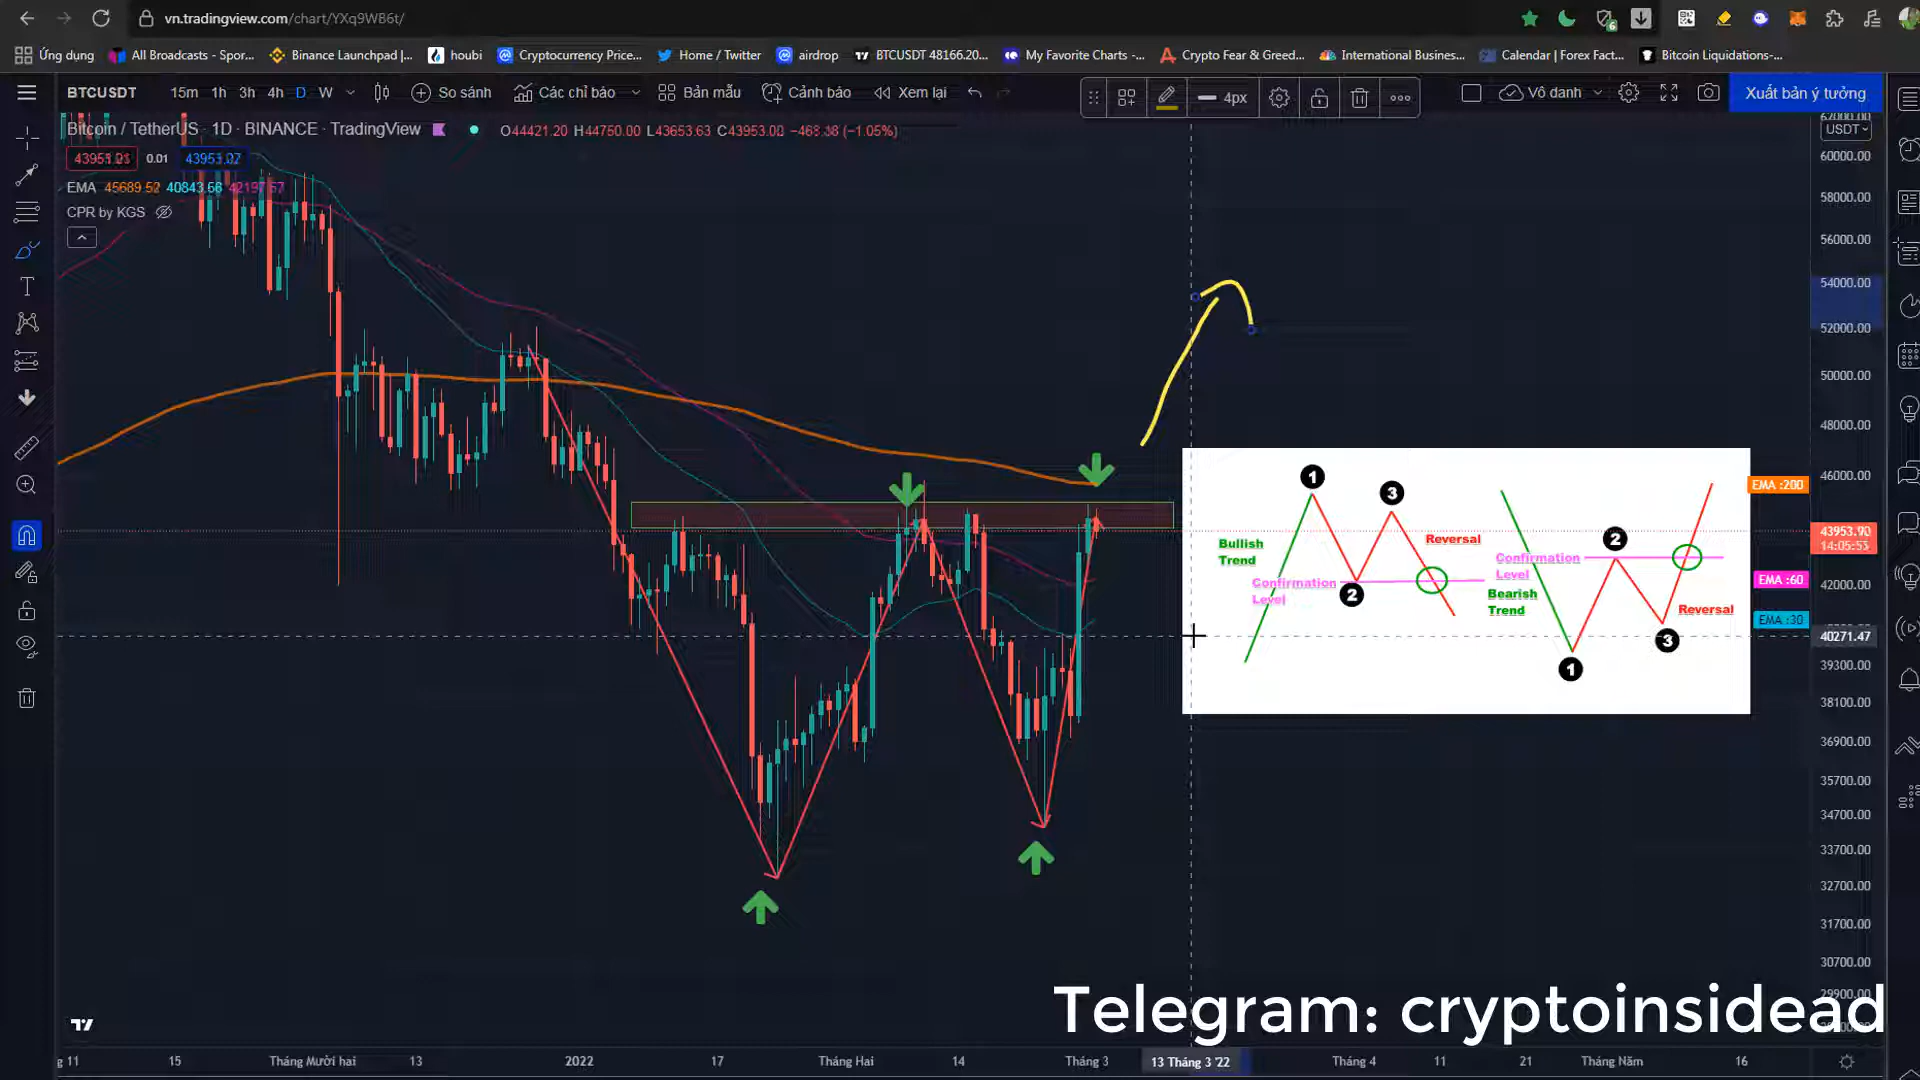 vn.tradingview.com/chart/YXq9WB6t/
Ứng dụng All Broadcasts - Spor... Binance Launchpad |... houbi Cryptocurrency Price... Home / Twitter airdrop BTCUSDT 48166.20... My Favorite Charts -... Crypto Fear & Greed... International Busines... Calendar | Forex Fact... Bitcoin Liquidations-...
BTCUSDT 15m 1h 3h 4h D W So sánh Các chỉ báo Bản mẫu Cảnh báo Xem lại 4px Vô danh Xuất bản ý tưởng
Bitcoin / TetherUS · 1D · BINANCE · TradingView O44421.20 H44760.00 L43653.63 C43953.00 (−1.05%)
0.01
EMA 45689.52 40843.68
CPR by KGS
USDT
60000.00
58000.00
56000.00
54000.00
52000.00
50000.00
48000.00
46000.00
EMA :200
43953.90
14:05:53
EMA :60
42000.00
EMA :30
40271.47
39300.00
38100.00
36900.00
35700.00
34700.00
33700.00
32700.00
31700.00
30700.00
29900.00
1
3
2
Bullish
Trend
Confirmation
Level
Reversal
2
Confirmation
Level
Bearish
Trend
Reversal
3
1
Telegram: cryptoinsidead
11 15 Tháng Mười hai 13 2022 17 Tháng Hai 14 Tháng 3 13 Tháng 3 '22 Tháng 4 11 21 Tháng Năm 16